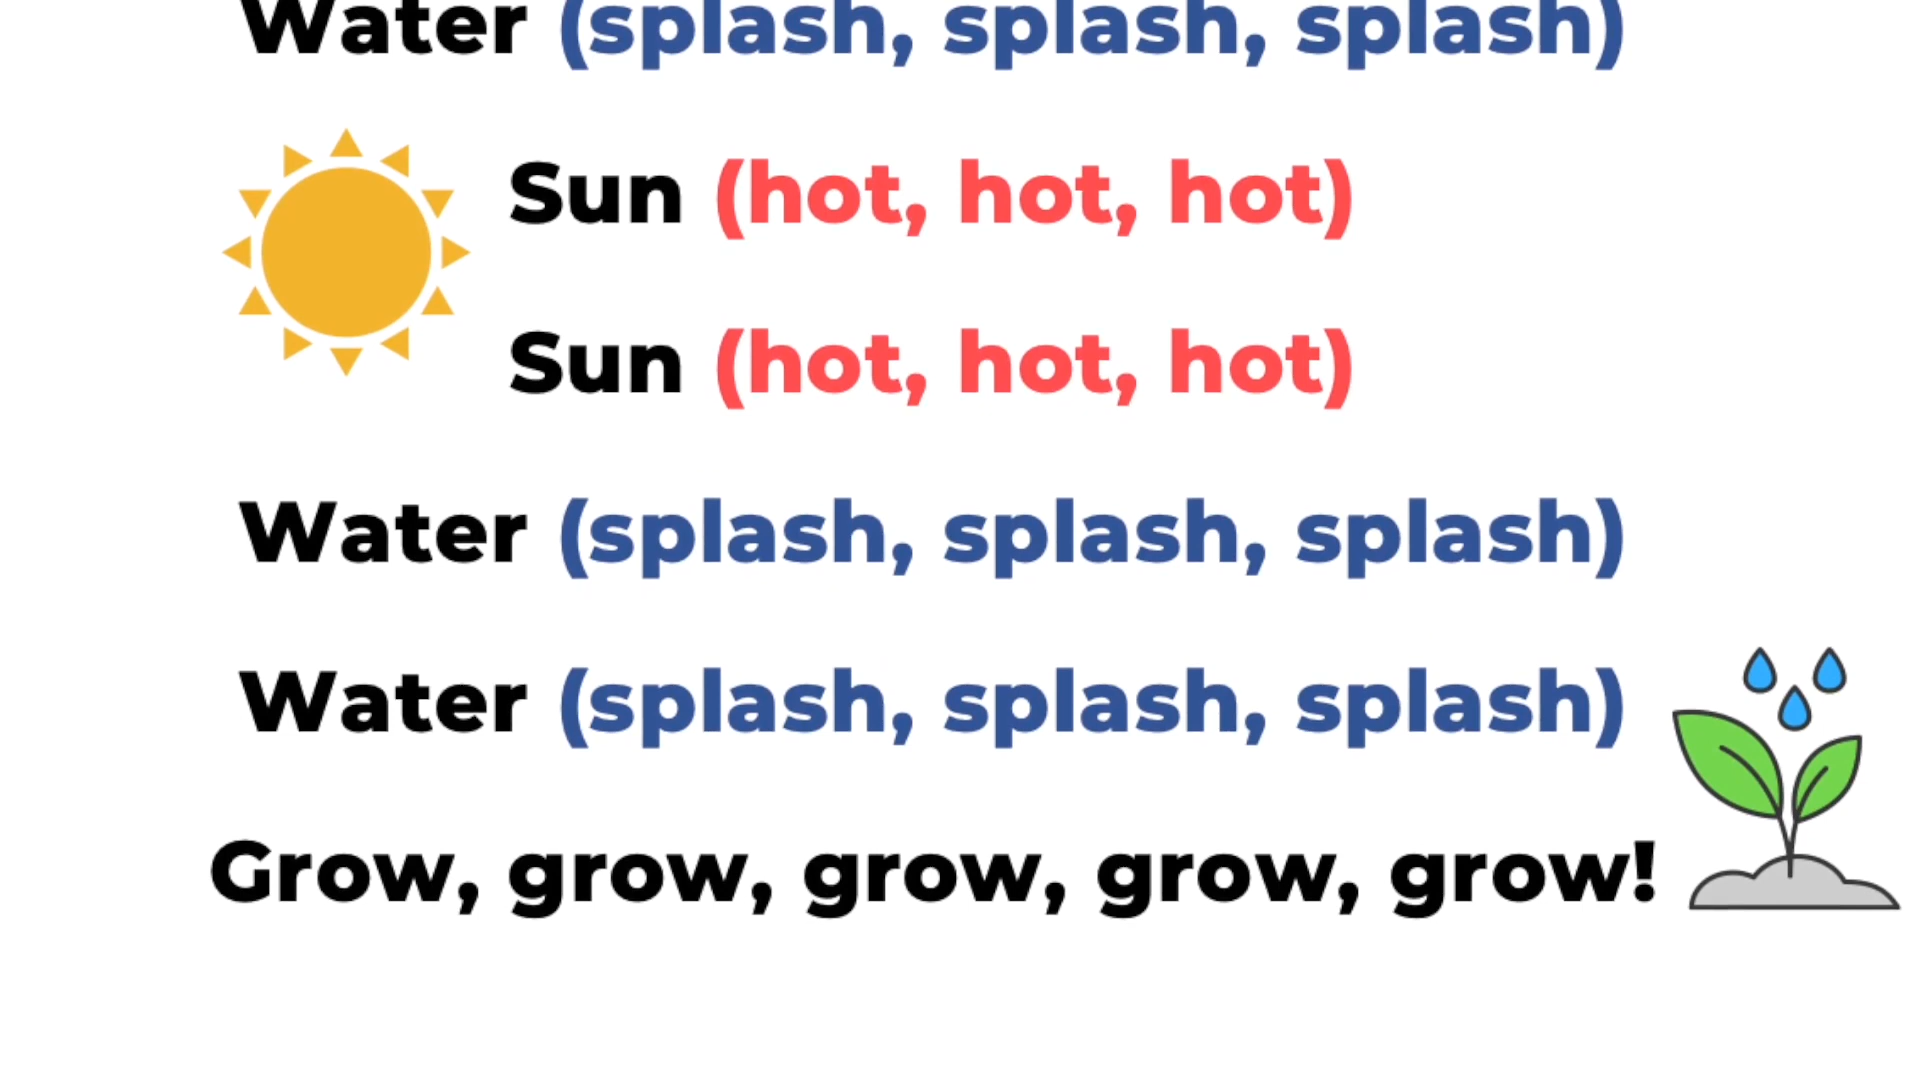 Water (splash, splash, splash)
Sun (hot, hot, hot)
Sun (hot, hot, hot)
Water (splash, splash, splash)
Water (splash, splash, splash)
Grow, grow, grow, grow, grow!